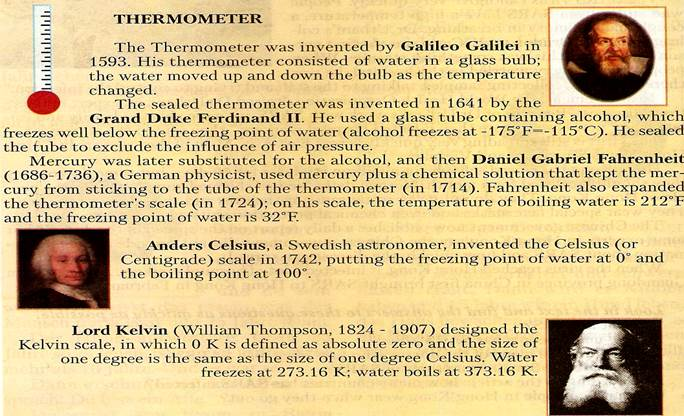 THERMOMETER
The Thermometer was invented by Galileo Galilei in
1593. His thermometer consisted of water in a glass bulb;
the water moved up and down the bulb as the temperature
changed.
The sealed thermometer was invented in 1641 by the
Grand Duke Ferdinand II. He used a glass tube containing alcohol, which
freezes well below the freezing point of water (alcohol freezes at -175°F=-115°C). He sealed
the tube to exclude the influence of air pressure.
Mercury was later substituted for the alcohol, and then Daniel Gabriel Fahrenheit
(1686-1736), a German physicist, used mercury plus a chemical solution that kept the mer-
cury from sticking to the tube of the thermometer (in 1714). Fahrenheit also expanded
the thermometer's scale (in 1724); on his scale, the temperature of boiling water is 212°F
and the freezing point of water is 32°F.
Anders Celsius, a Swedish astronomer, invented the Celsius (or
Centigrade) scale in 1742, putting the freezing point of water at 0° and
the boiling point at 100°.
Lord Kelvin (William Thompson, 1824 - 1907) designed the
Kelvin scale, in which 0 K is defined as absolute zero and the size of
one degree is the same as the size of one degree Celsius. Water
freezes at 273.16 K; water boils at 373.16 K.